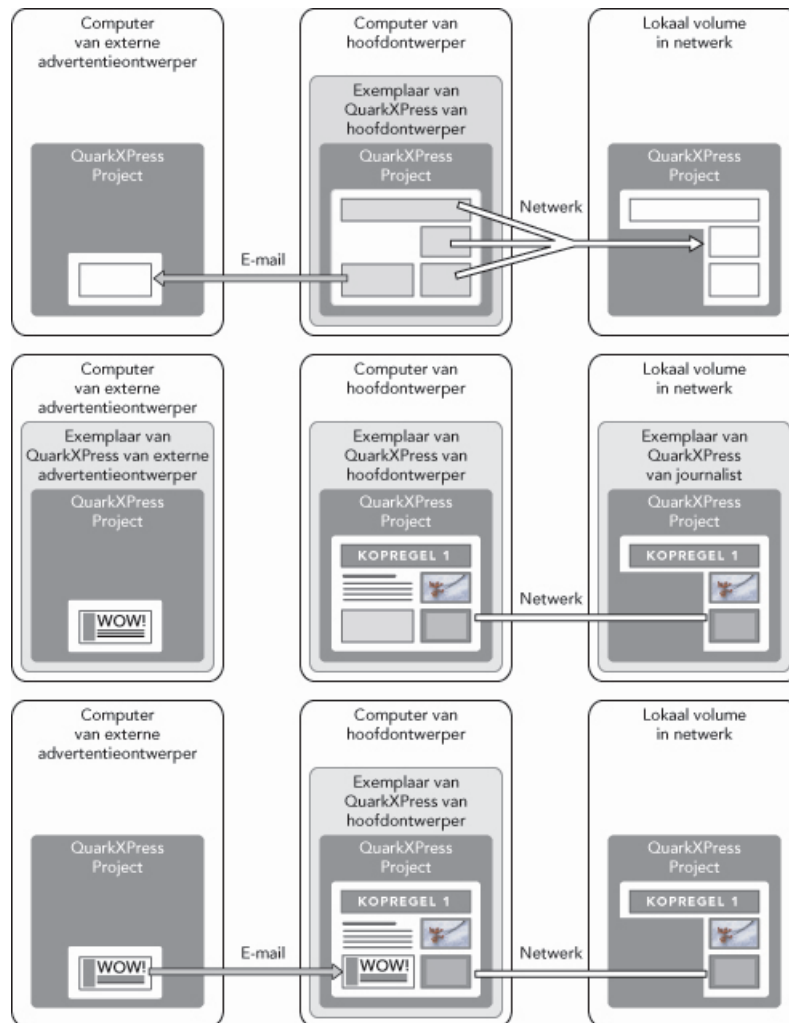 Computer
van externe
advertentieontwerper
Computer van
hoofdontwerper
Lokaal volume
in netwerk
Exemplaar van
QuarkXPress van
hoofdontwerper
QuarkXPress
Project
QuarkXPress
Project
QuarkXPress
Project
E-mail
Netwerk
Computer
van externe
advertentieontwerper
Computer van
hoofdontwerper
Lokaal volume
in netwerk
Exemplaar van
QuarkXPress van externe
advertentieontwerper
Exemplaar van
QuarkXPress van
hoofdontwerper
Exemplaar van
QuarkXPress
van journalist
QuarkXPress
Project
QuarkXPress
Project
QuarkXPress
Project
KOPREGEL 1
KOPREGEL 1
Netwerk
WOW!
Computer
van externe
advertentieontwerper
Computer van
hoofdontwerper
Lokaal volume
in netwerk
Exemplaar van
QuarkXPress van
hoofdontwerper
QuarkXPress
Project
QuarkXPress
Project
QuarkXPress
Project
KOPREGEL 1
KOPREGEL 1
E-mail
Netwerk
WOW!
WOW!